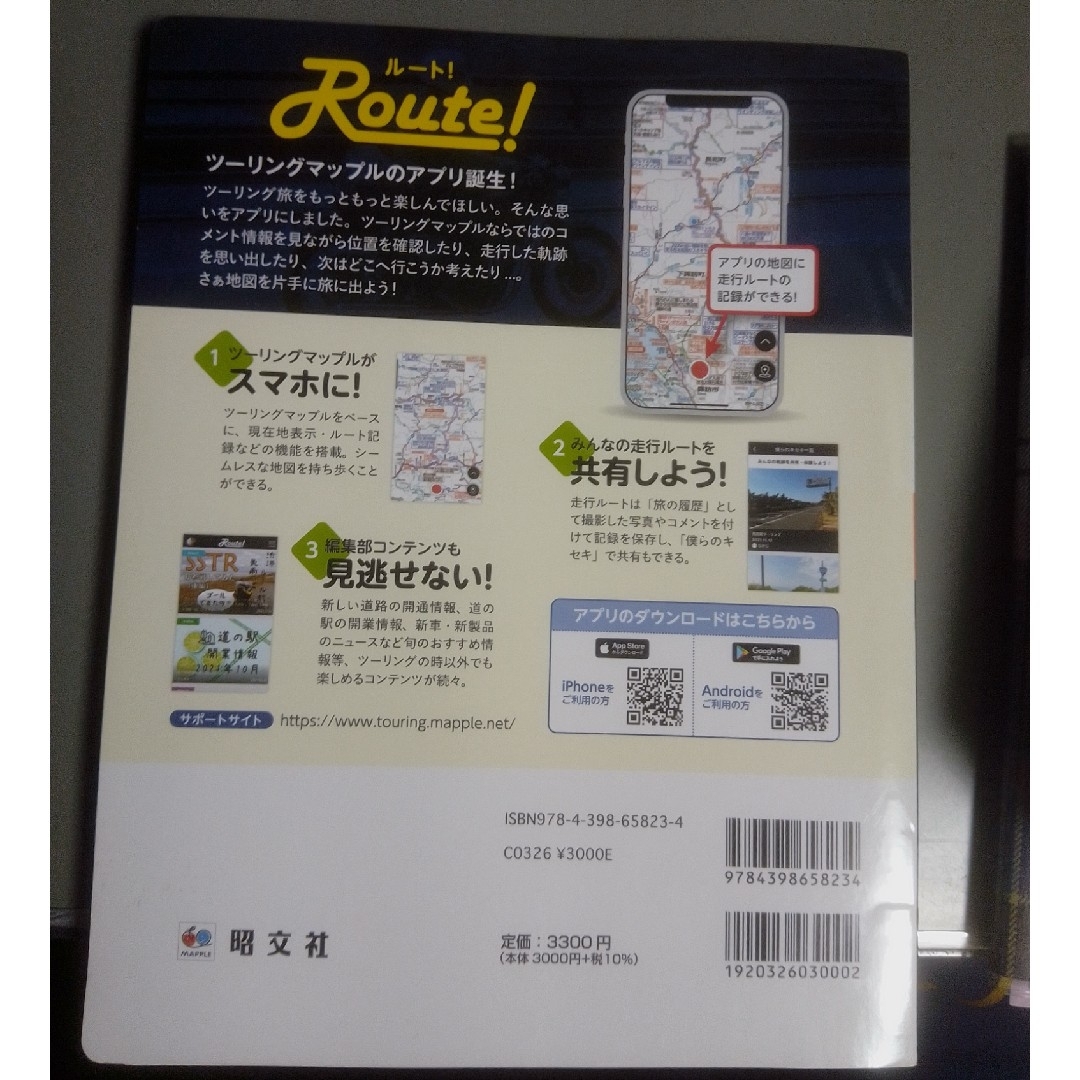 ルート!
Route!
ツーリングマップルのアプリ誕生!
ツーリング旅をもっともっと楽しんでほしい。そんな思
いをアプリにしました。ツーリングマップルならではのコ
メント情報を見ながら位置を確認したり、走行した軌跡
を思い出したり、次はどこへ行こうか考えたり…。
さぁ地図を片手に旅に出よう!
アプリの地図に
走行ルートの
記録ができる!
1
ツーリングマップルが
スマホに!
ツーリングマップルをベース
に、現在地表示・ルート記
録などの機能を搭載。シー
ムレスな地図を持ち歩くこと
ができる。
2
みんなの走行ルートを
共有しよう!
走行ルートは「旅の履歴」とし
て撮影した写真やコメントを付
けて記録を保存し、「僕らのキ
セキ」で共有もできる。
3
編集部コンテンツも
見逃せない!
新しい道路の開通情報、道の
駅の開業情報、新車・新製品
のニュースなど旬のおすすめ情
報等、ツーリングの時以外でも
楽しめるコンテンツが続々。
Route!
SSTR
道の駅
開業情報
2021年10月
アプリのダウンロードはこちらから
App Store
Google Play
iPhoneを
ご利用の方
Androidを
ご利用の方
サポートサイト https://www.touring.mapple.net/
ISBN978-4-398-65823-4
C0326 ¥3000E
9784398658234
MAPPLE
昭文社
定価:3300円
(本体3000円+税10%)
1920326030002